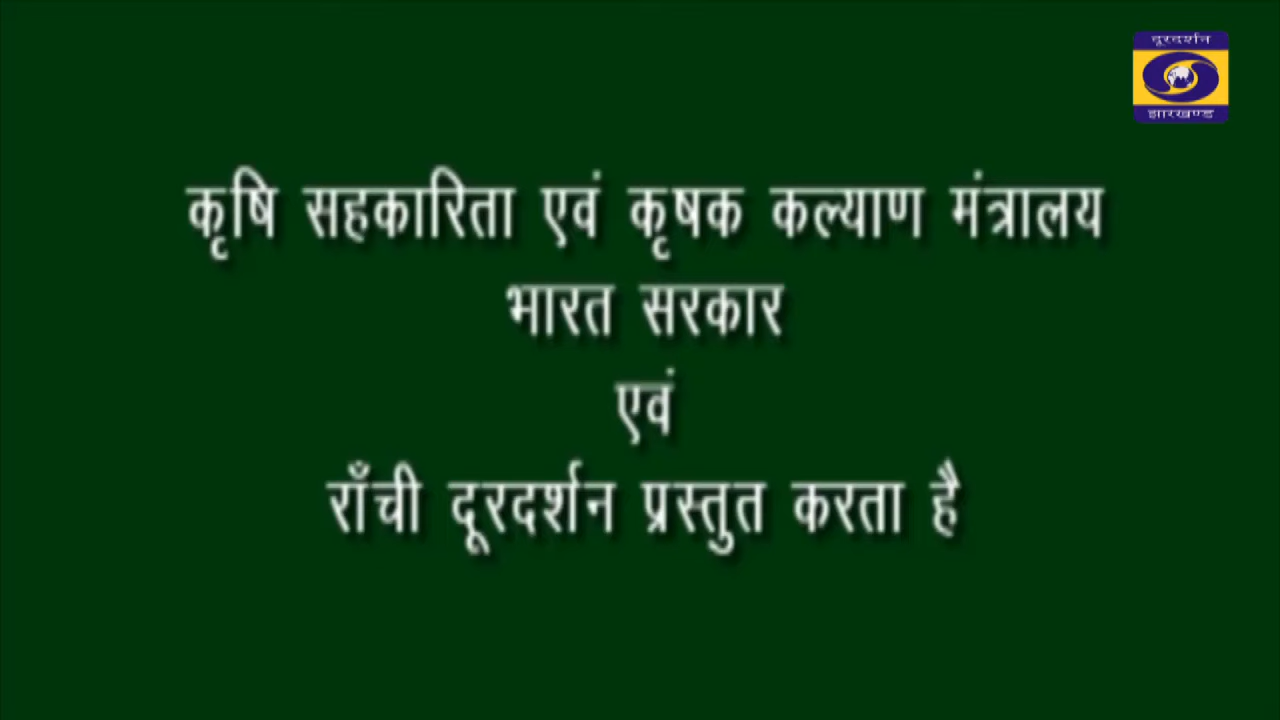 दूरदर्शन
झारखण्ड
कृषि सहकारिता एवं कृषक कल्याण मंत्रालय
भारत सरकार
एवं
राँची दूरदर्शन प्रस्तुत करता है